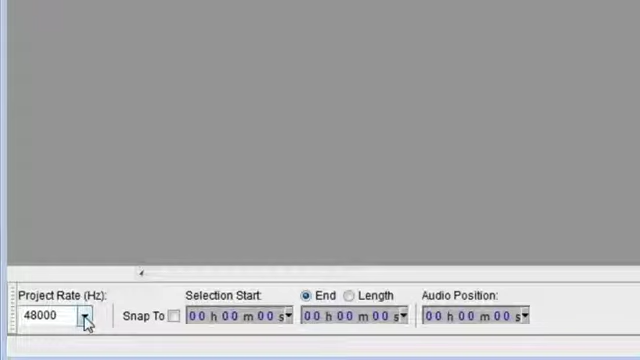 Project Rate (Hz):
Selection Start:
End
Length
Audio Position:
48000
Snap To
00 h 00 m 00 s
00 h 00 m 00 s
00 h 00 m 00 s